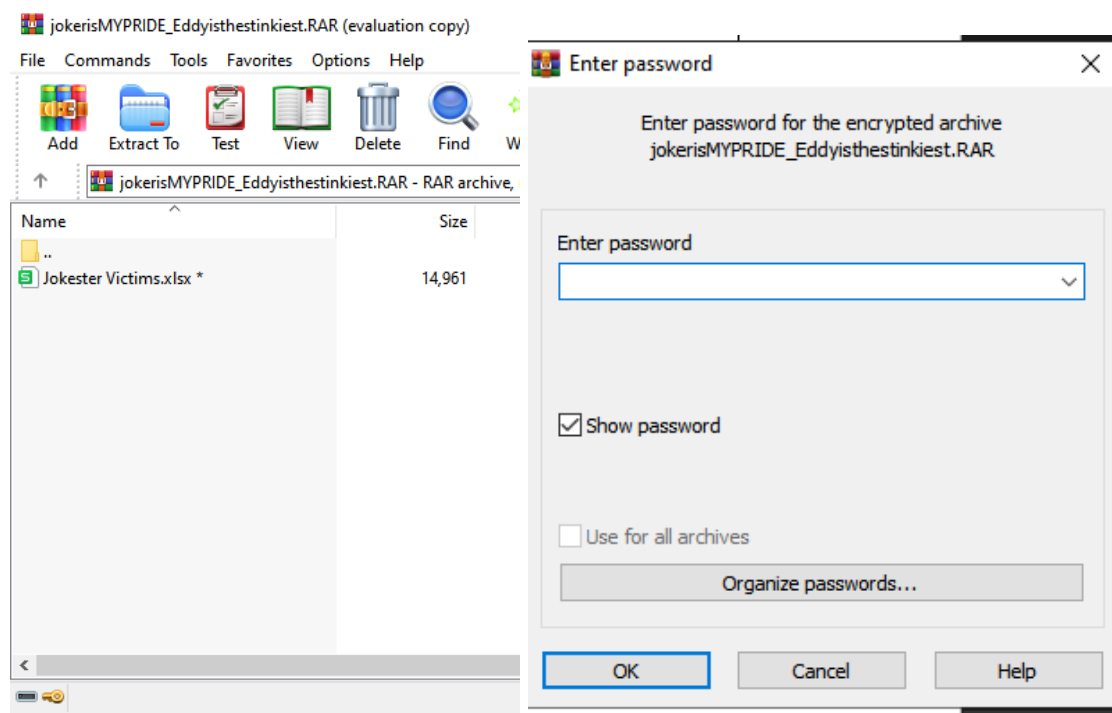 jokerisMYPRIDE_Eddyisthestinkiest.RAR (evaluation copy)
File Commands Tools Favorites Options Help
Add Extract To Test View Delete Find W
jokerisMYPRIDE_Eddyisthestinkiest.RAR - RAR archive,
Name Size
..
Jokester Victims.xlsx * 14,961
Enter password
Enter password for the encrypted archive
jokerisMYPRIDE_Eddyisthestinkiest.RAR
Enter password
Show password
Use for all archives
Organize passwords...
OK Cancel Help